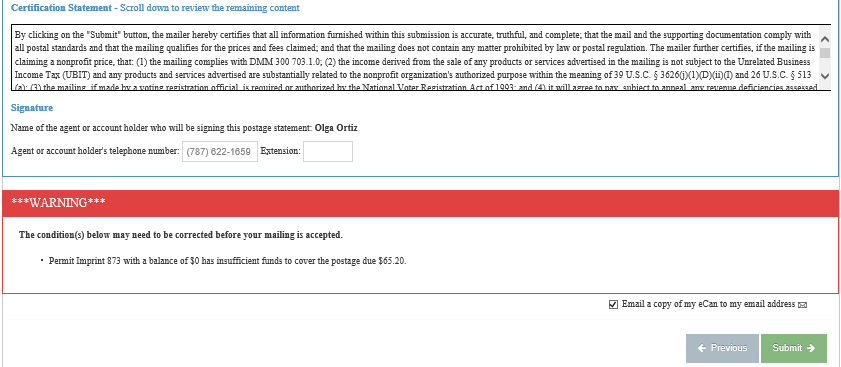 Certification Statement - Scroll down to review the remaining content
By clicking on the "Submit" button, the mailer hereby certifies that all information furnished within this submission is accurate, truthful, and complete; that the mail and the supporting documentation comply with
all postal standards and that the mailing qualifies for the prices and fees claimed; and that the mailing does not contain any matter prohibited by law or postal regulation. The mailer further certifies, if the mailing is
claiming a nonprofit price, that: (1) the mailing complies with DMM 300 703.1.0; (2) the income derived from the sale of any products or services advertised in the mailing is not subject to the Unrelated Business
Income Tax (UBIT) and any products and services advertised are substantially related to the nonprofit organization's authorized purpose within the meaning of 39 U.S.C. § 3626(j)(1)(D)(ii)(I) and 26 U.S.C. § 513
(a); (3) the mailing, if made by a voting registration official, is required or authorized by the National Voter Registration Act of 1993; and (4) it will agree to pay, subject to appeal, any revenue deficiencies assessed
Signature
Name of the agent or account holder who will be signing this postage statement: Olga Ortiz
Agent or account holder's telephone number: (787) 622-1659 Extension:
***WARNING***
The condition(s) below may need to be corrected before your mailing is accepted.
• Permit Imprint 873 with a balance of $0 has insufficient funds to cover the postage due $65.20.
Email a copy of my eCan to my email address
Previous Submit